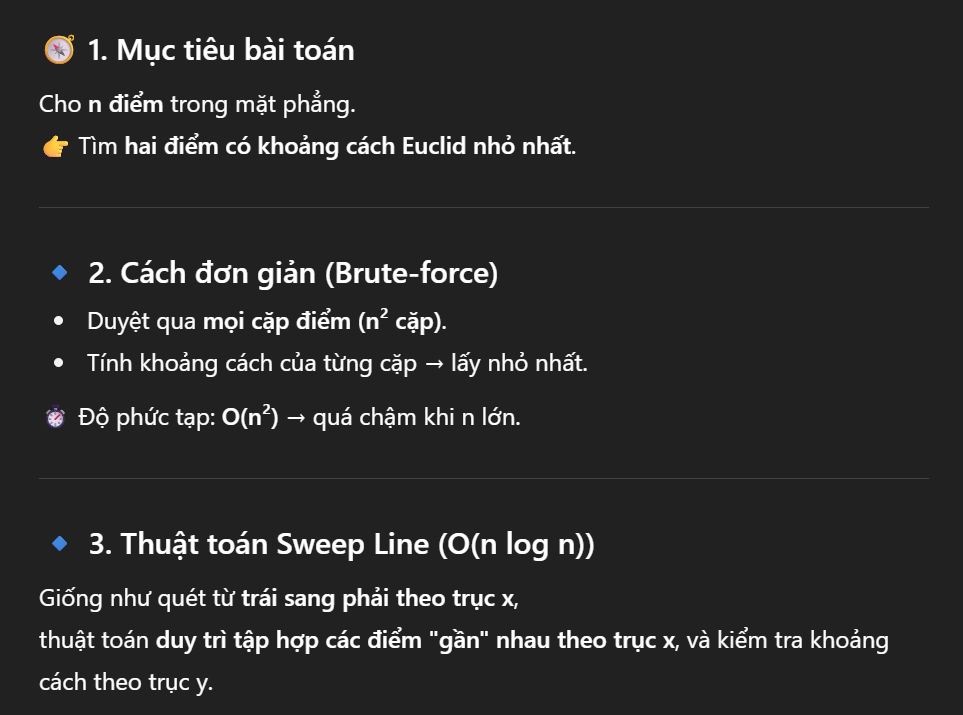 🧭 1. Mục tiêu bài toán
Cho n điểm trong mặt phẳng.
👉 Tìm hai điểm có khoảng cách Euclid nhỏ nhất.
🔹 2. Cách đơn giản (Brute-force)
• Duyệt qua mọi cặp điểm (n² cặp).
• Tính khoảng cách của từng cặp → lấy nhỏ nhất.
⏱️ Độ phức tạp: O(n²) → quá chậm khi n lớn.
🔹 3. Thuật toán Sweep Line (O(n log n))
Giống như quét từ trái sang phải theo trục x,
thuật toán duy trì tập hợp các điểm "gần" nhau theo trục x, và kiểm tra khoảng
cách theo trục y.